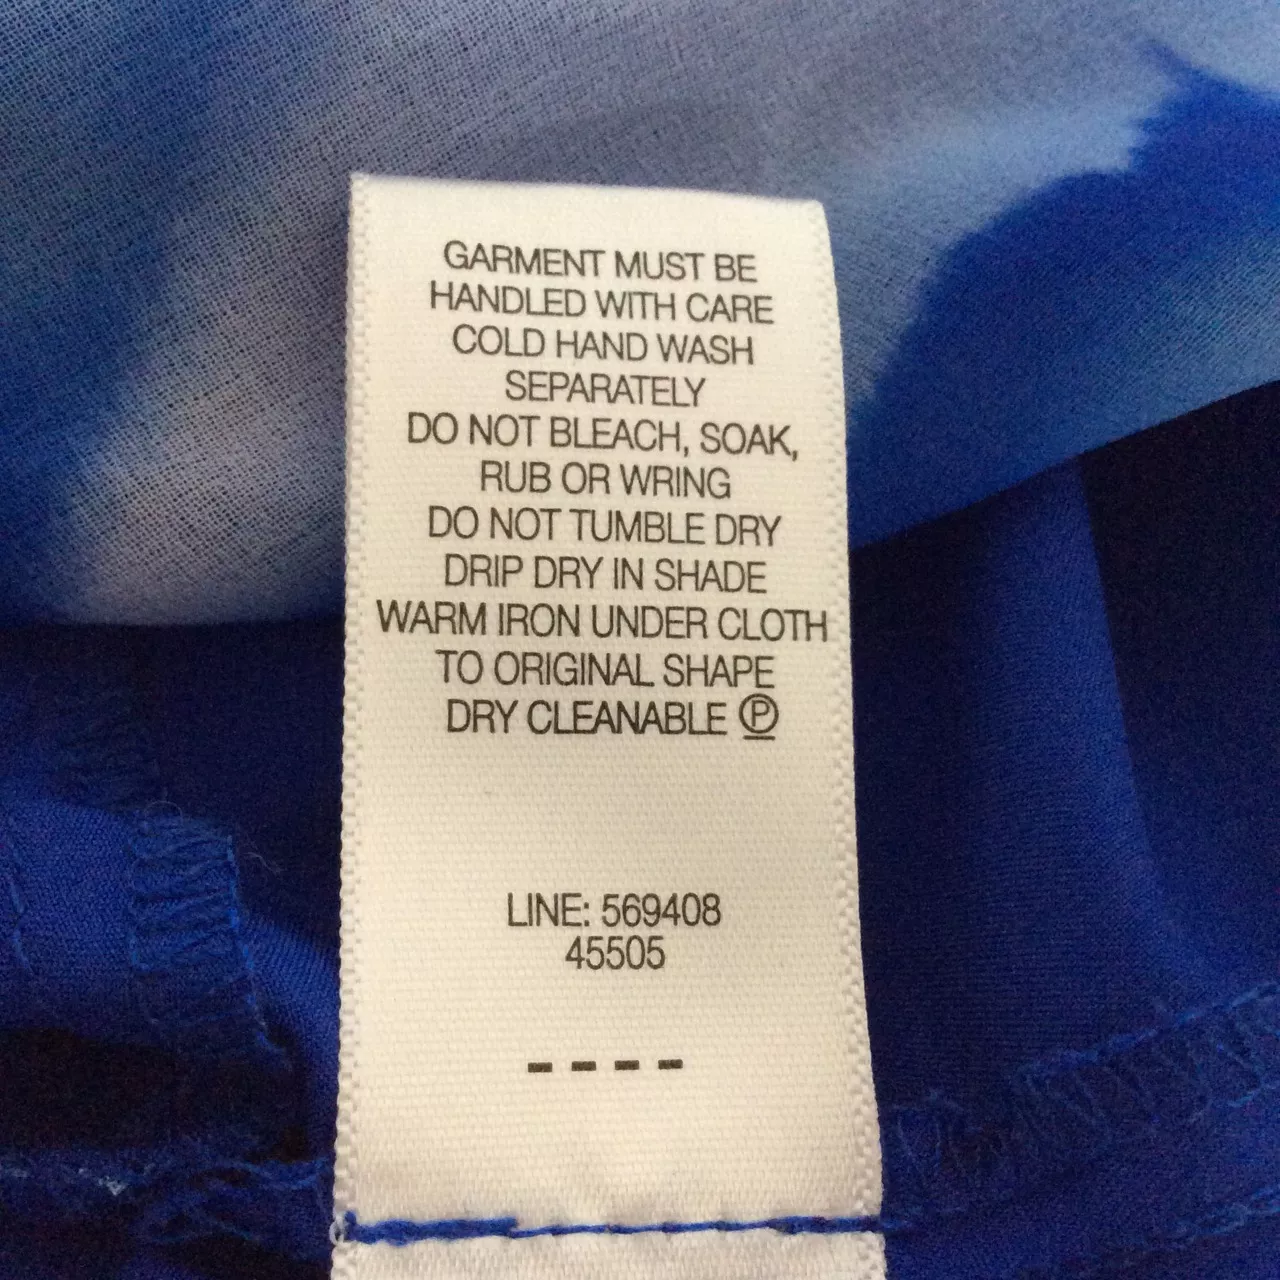 GARMENT MUST BE
HANDLED WITH CARE
COLD HAND WASH
SEPARATELY
DO NOT BLEACH, SOAK,
RUB OR WRING
DO NOT TUMBLE DRY
DRIP DRY IN SHADE
WARM IRON UNDER CLOTH
TO ORIGINAL SHAPE
DRY CLEANABLE Ⓟ
LINE: 569408
45505
- - - -